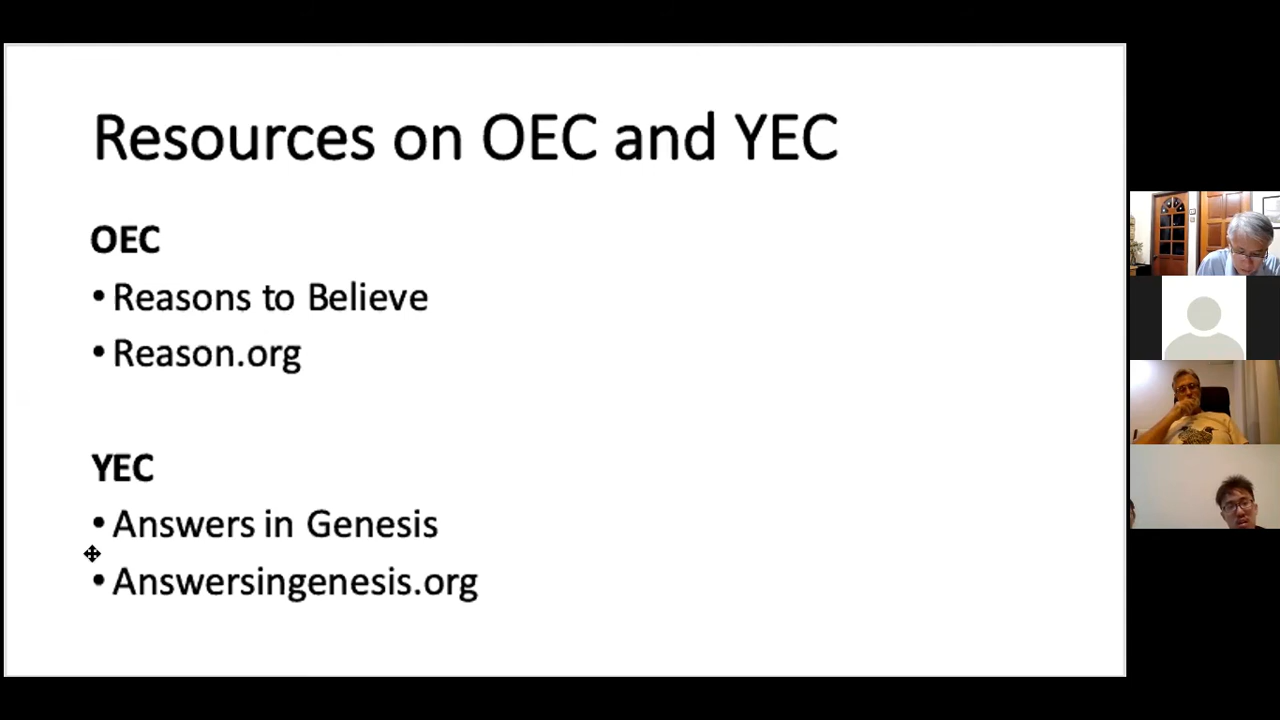 Resources on OEC and YEC
OEC
• Reasons to Believe
• Reason.org
YEC
• Answers in Genesis
• Answersingenesis.org